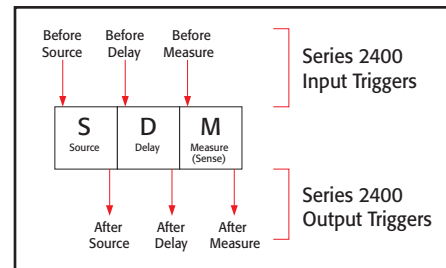 Before Before Before
Source Delay Measure
Series 2400
Input Triggers
S D M
Source Delay Measure
(Sense)
Series 2400
Output Triggers
After After After
Source Delay Measure